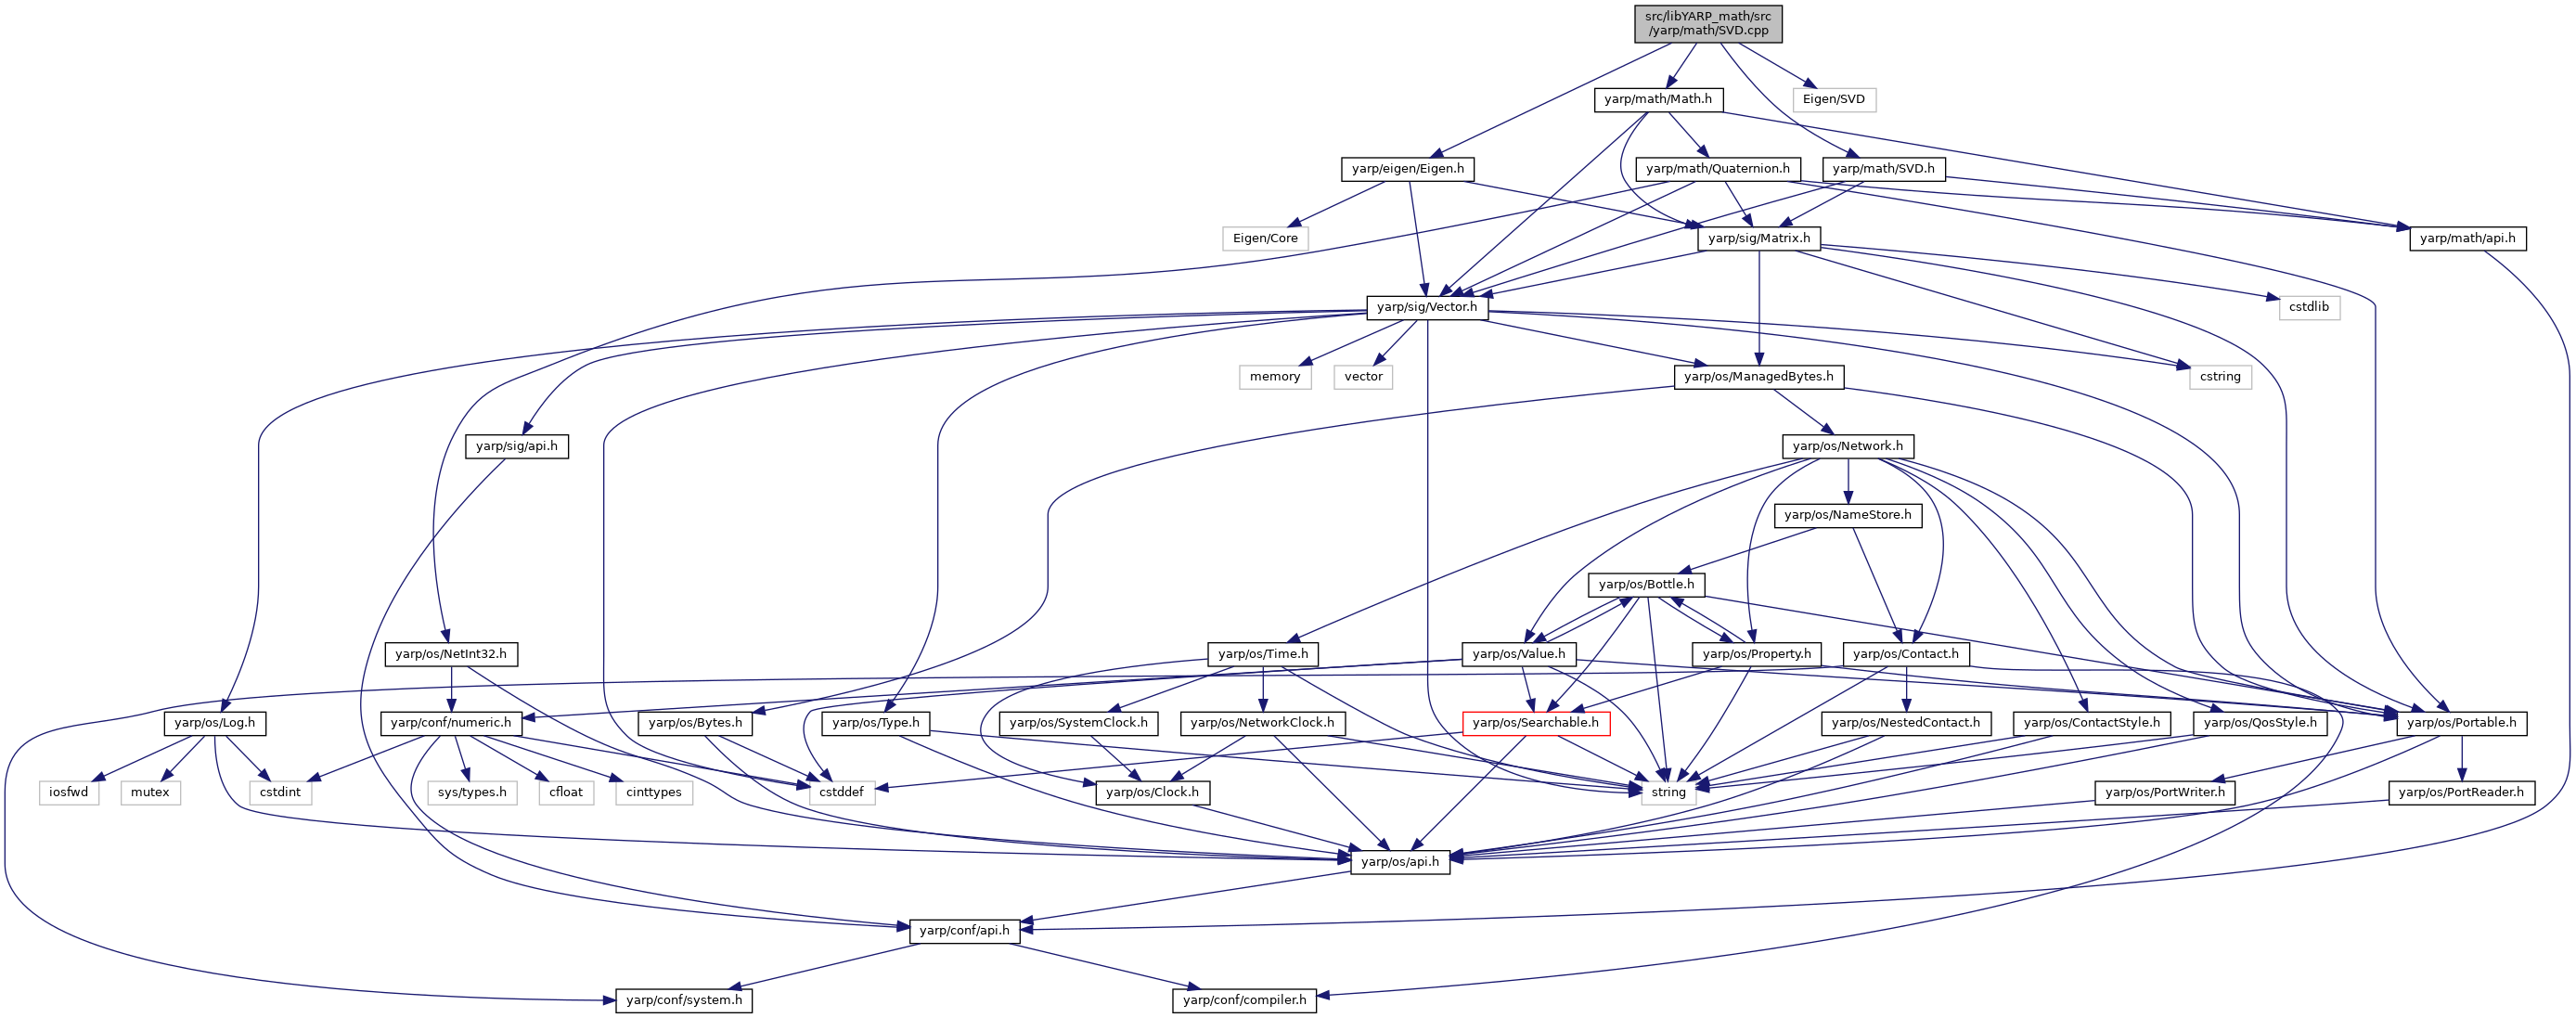 src/libYARP_math/src
/yarp/math/SVD.cpp
yarp/math/Math.h
Eigen/SVD
yarp/eigen/Eigen.h
yarp/math/Quaternion.h
yarp/math/SVD.h
Eigen/Core
yarp/sig/Matrix.h
yarp/math/api.h
yarp/sig/Vector.h
cstdlib
memory
vector
yarp/os/ManagedBytes.h
cstring
yarp/sig/api.h
yarp/os/Network.h
yarp/os/NameStore.h
yarp/os/Bottle.h
yarp/os/NetInt32.h
yarp/os/Time.h
yarp/os/Value.h
yarp/os/Property.h
yarp/os/Contact.h
yarp/os/Log.h
yarp/conf/numeric.h
yarp/os/Bytes.h
yarp/os/Type.h
yarp/os/SystemClock.h
yarp/os/NetworkClock.h
yarp/os/Searchable.h
yarp/os/NestedContact.h
yarp/os/ContactStyle.h
yarp/os/QosStyle.h
yarp/os/Portable.h
iosfwd
mutex
cstdint
sys/types.h
cfloat
cinttypes
cstddef
yarp/os/Clock.h
string
yarp/os/PortWriter.h
yarp/os/PortReader.h
yarp/os/api.h
yarp/conf/api.h
yarp/conf/system.h
yarp/conf/compiler.h